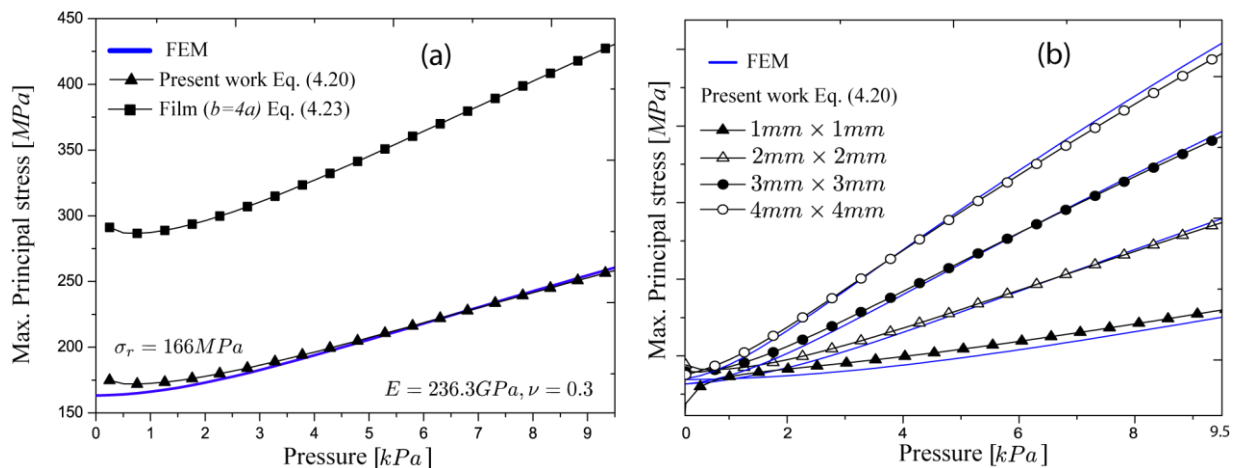 (a)
FEM
Present work Eq. (4.20)
Film (b=4a) Eq. (4.23)
Max. Principal stress [MPa]
450
400
350
300
250
200
150
σr = 166MPa
E = 236.3GPa, ν = 0.3
0 1 2 3 4 5 6 7 8 9
Pressure [kPa]
(b)
FEM
Present work Eq. (4.20)
1mm × 1mm
2mm × 2mm
3mm × 3mm
4mm × 4mm
Max. Principal stress [MPa]
0 2 4 6 8 9.5
Pressure [kPa]